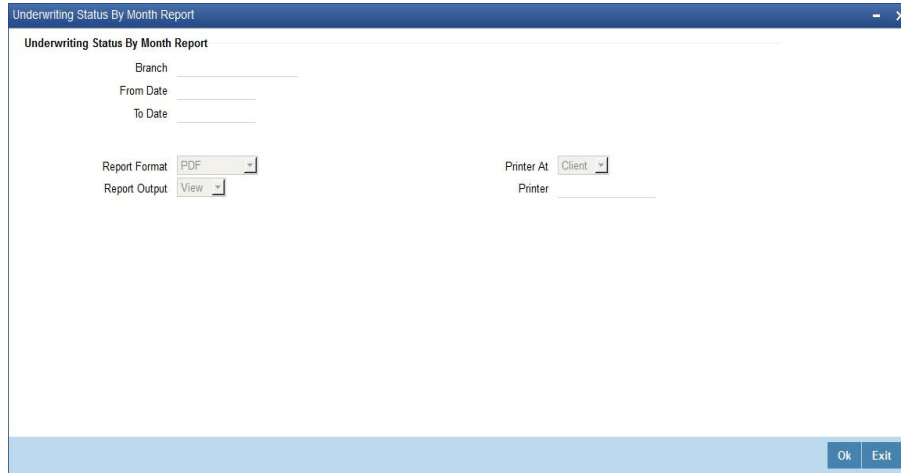 Underwriting Status By Month Report
Underwriting Status By Month Report
Branch
From Date
To Date
Report Format PDF Printer At Client
Report Output View Printer
Ok Exit